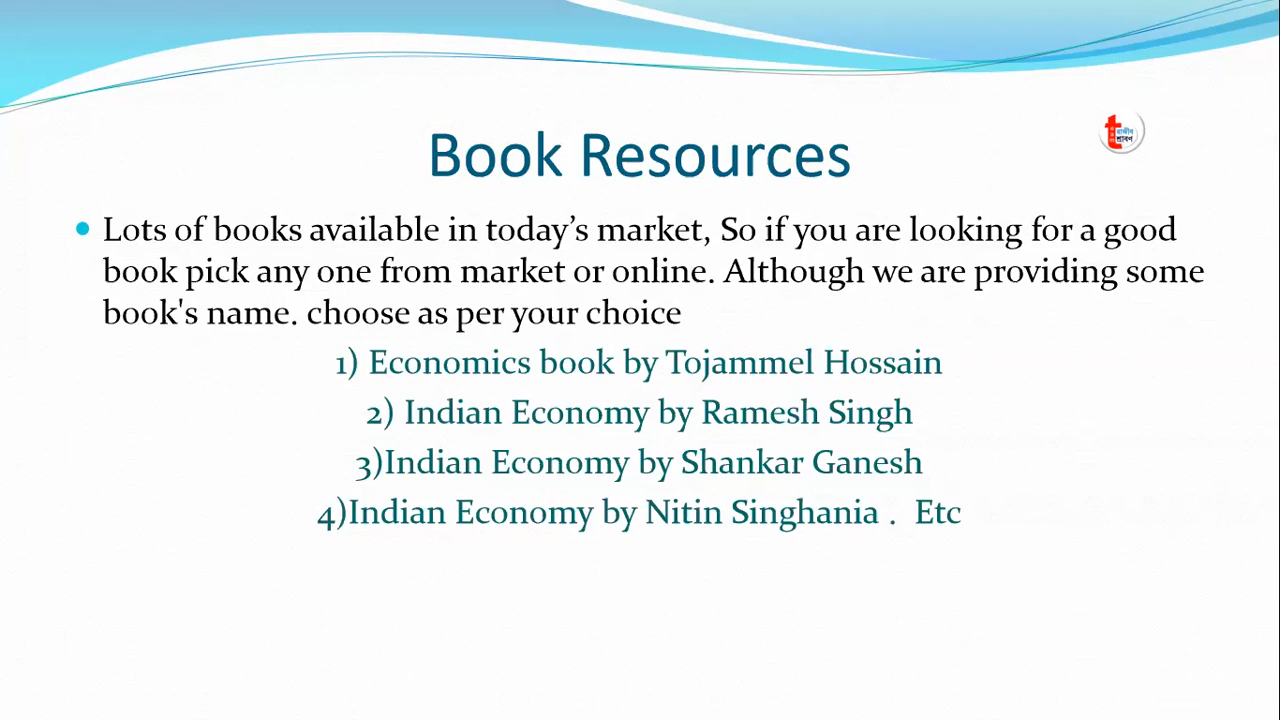 Book Resources
রাজীব
শ্রাবণ
Lots of books available in today’s market, So if you are looking for a good
book pick any one from market or online. Although we are providing some
book's name. choose as per your choice
1) Economics book by Tojammel Hossain
2) Indian Economy by Ramesh Singh
3)Indian Economy by Shankar Ganesh
4)Indian Economy by Nitin Singhania .  Etc